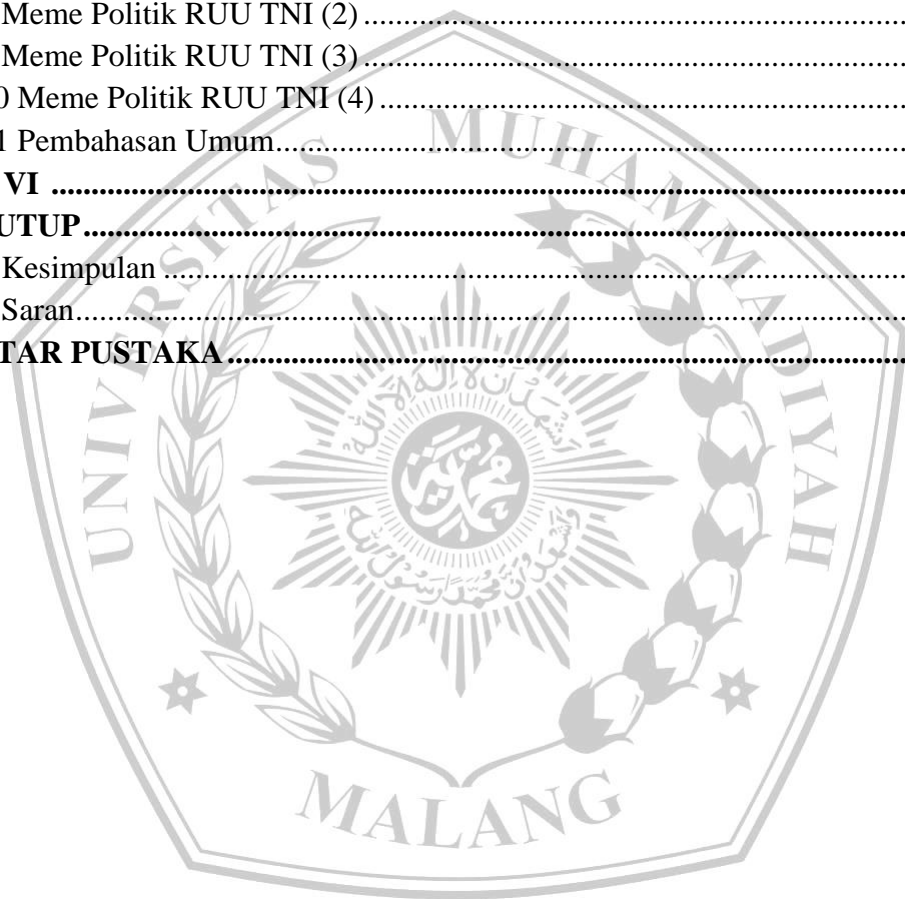 Meme Politik RUU TNI (2)
Meme Politik RUU TNI (3)
0 Meme Politik RUU TNI (4)
1 Pembahasan Umum
VI
UTUP
Kesimpulan
Saran
TAR PUSTAKA
UNIVERSITAS MUHAMMADIYAH
MALANG